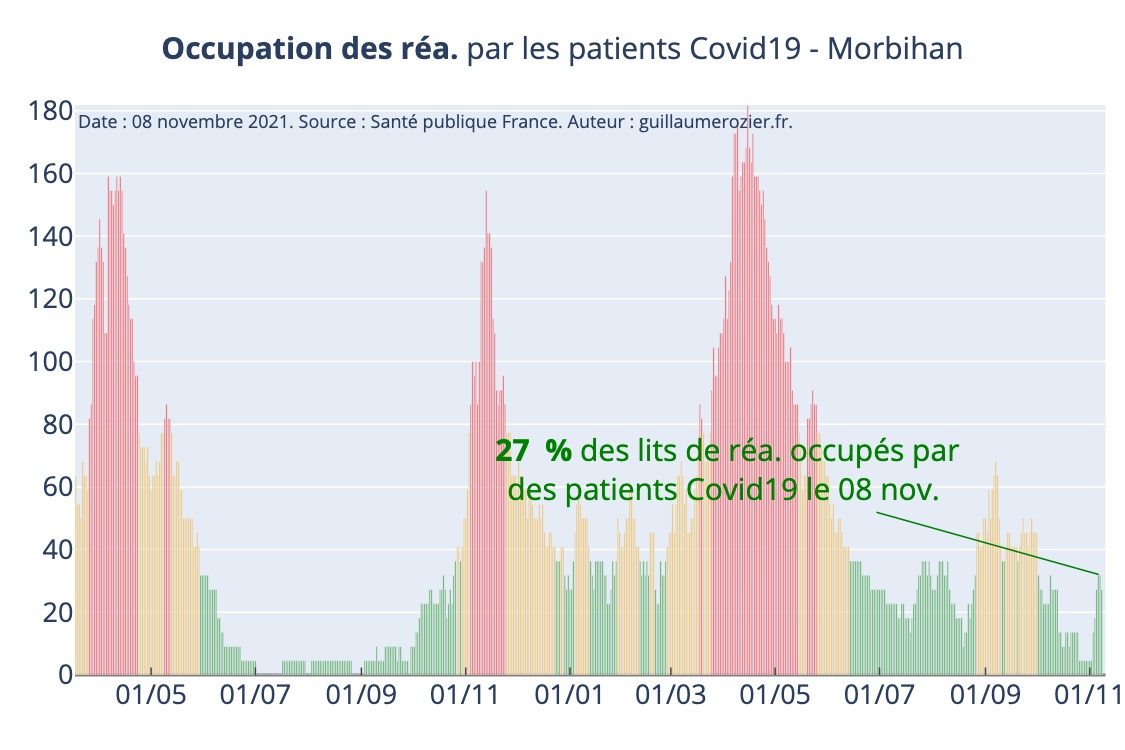 Occupation des réa. par les patients Covid19 - Morbihan
180
Date : 08 novembre 2021. Source : Santé publique France. Auteur : guillaumerozier.fr.
160
140
120
100
80
27 % des lits de réa. occupés par
des patients Covid19 le 08 nov.
60
40
20
0
01/05 01/07 01/09 01/11 01/01 01/03 01/05 01/07 01/09 01/11